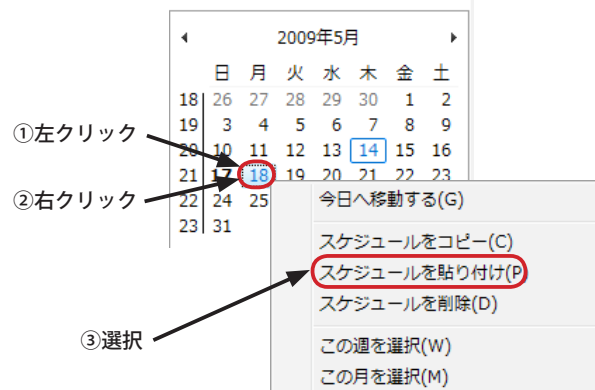 2009年5月
日 月 火 水 木 金 土
18 26 27 28 29 30 1 2
19 3 4 5 6 7 8 9
①左クリック
20 10 11 12 13 14 15 16
21 17 18 19 20 21 22 23
②右クリック
22 24 25
今日へ移動する(G)
23 31
スケジュールをコピー(C)
スケジュールを貼り付け(P)
スケジュールを削除(D)
③選択
この週を選択(W)
この月を選択(M)